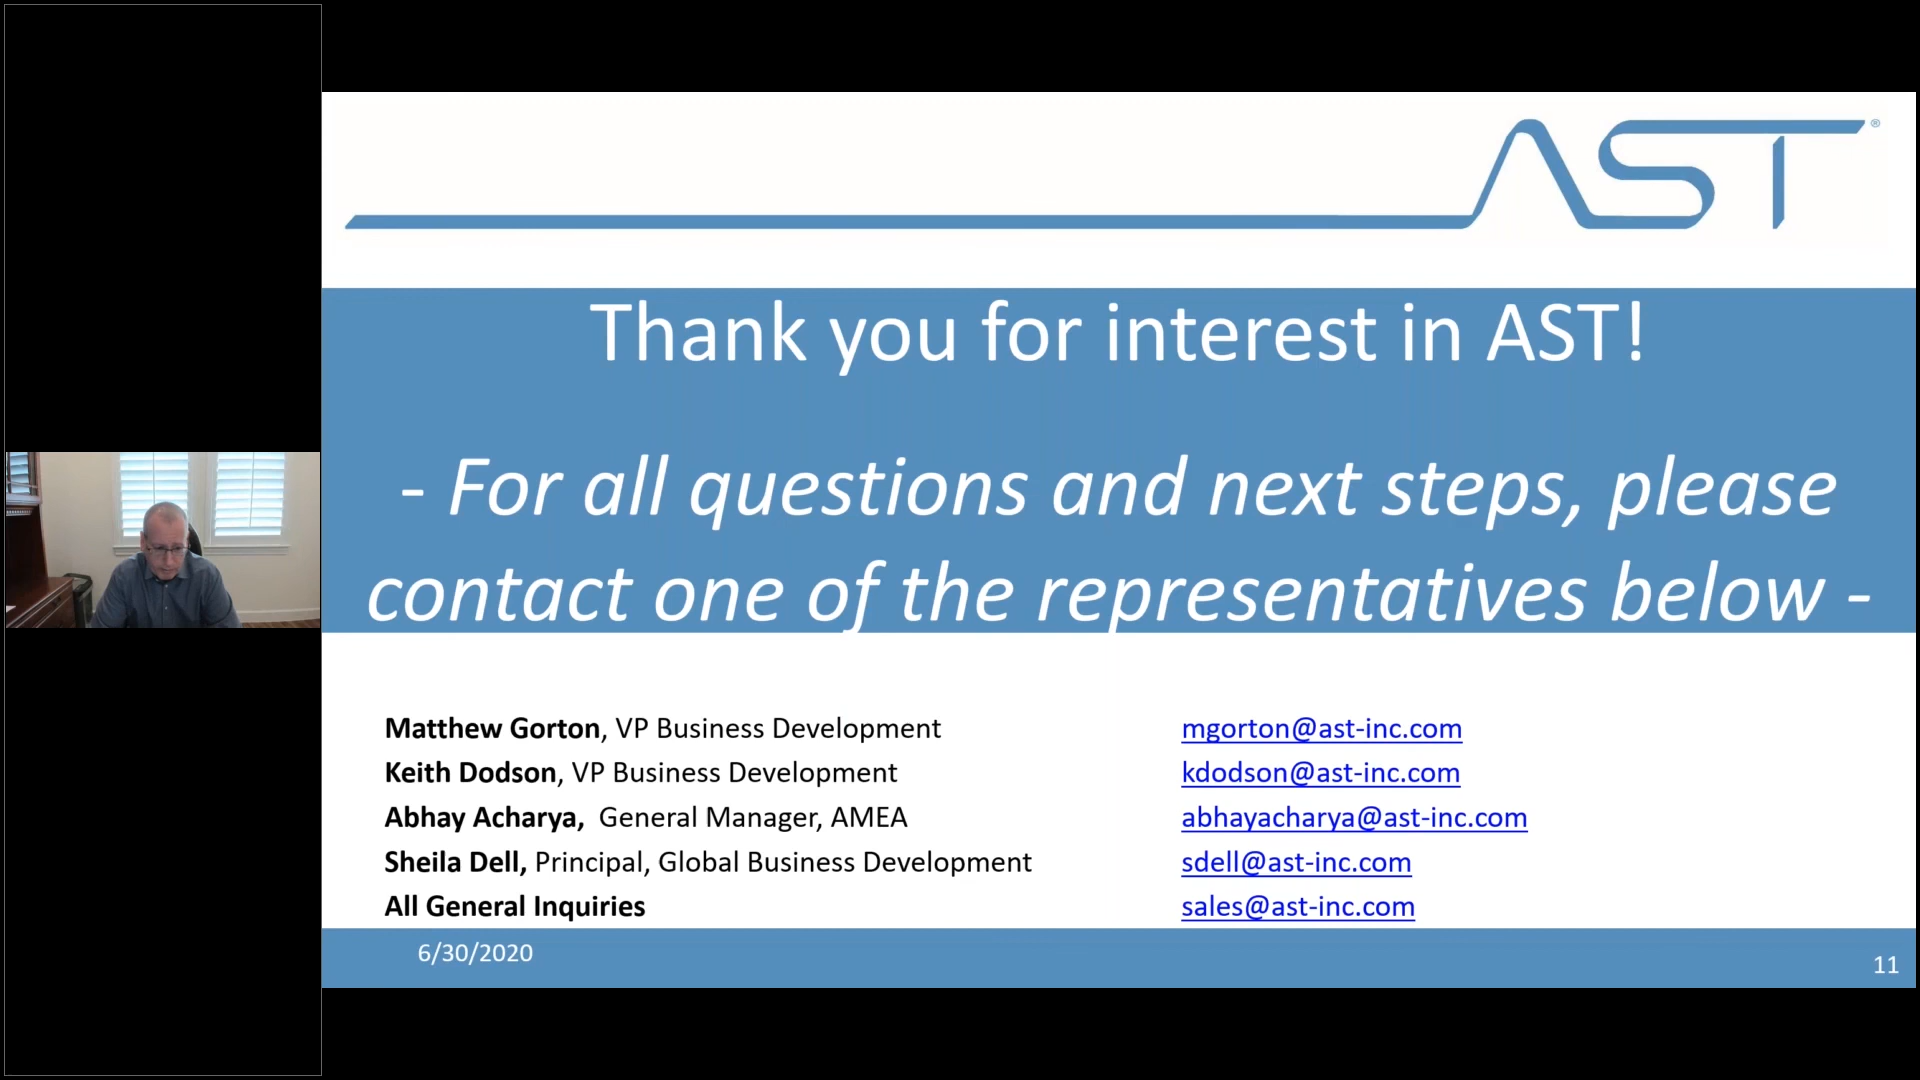 AST®
Thank you for interest in AST!
- For all questions and next steps, please
contact one of the representatives below -
Matthew Gorton, VP Business Development mgorton@ast-inc.com
Keith Dodson, VP Business Development kdodson@ast-inc.com
Abhay Acharya,  General Manager, AMEA abhayacharya@ast-inc.com
Sheila Dell, Principal, Global Business Development sdell@ast-inc.com
All General Inquiries sales@ast-inc.com
6/30/2020
11